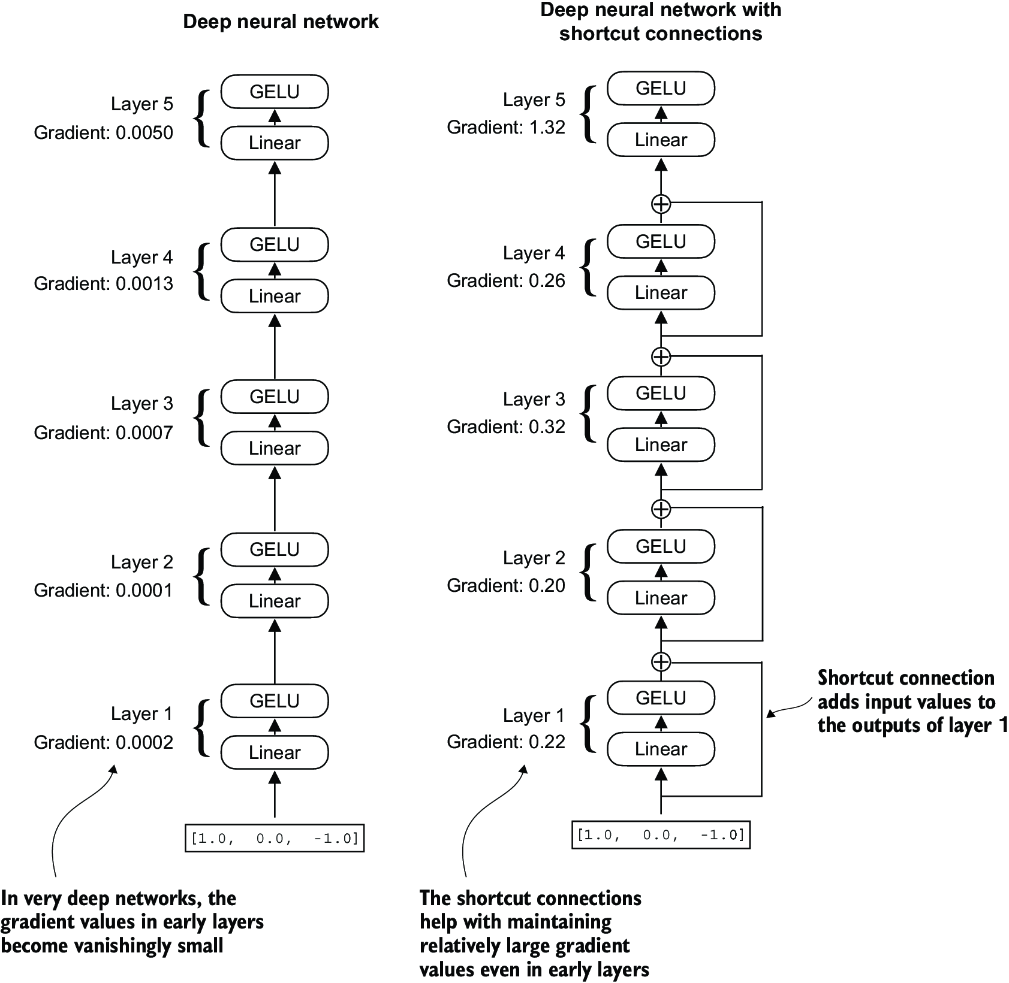 Deep neural network
Layer 5
Gradient: 0.0050
GELU
Linear
Layer 4
Gradient: 0.0013
GELU
Linear
Layer 3
Gradient: 0.0007
GELU
Linear
Layer 2
Gradient: 0.0001
GELU
Linear
Layer 1
Gradient: 0.0002
GELU
Linear
[1.0, 0.0, -1.0]
In very deep networks, the
gradient values in early layers
become vanishingly small
Deep neural network with
shortcut connections
Layer 5
Gradient: 1.32
GELU
Linear
Layer 4
Gradient: 0.26
GELU
Linear
Layer 3
Gradient: 0.32
GELU
Linear
Layer 2
Gradient: 0.20
GELU
Linear
Layer 1
Gradient: 0.22
GELU
Linear
[1.0, 0.0, -1.0]
Shortcut connection
adds input values to
the outputs of layer 1
The shortcut connections
help with maintaining
relatively large gradient
values even in early layers